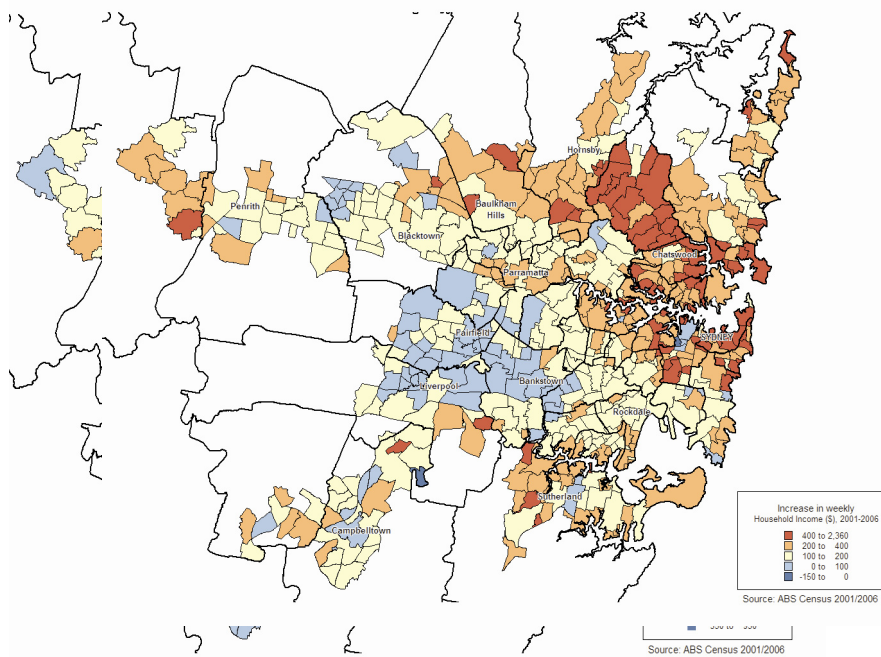 Hornsby
Penrith
Baulkham
Hills
Blacktown
Chatswood
Parramatta
Fairfield
SYDNEY
Liverpool
Bankstown
Rockdale
Sutherland
Campbelltown
Increase in weekly
Household Income ($), 2001-2006
400 to 2,360
200 to 400
100 to 200
0 to 100
-150 to 0
Source: ABS Census 2001/2006
Source: ABS Census 2001/2006